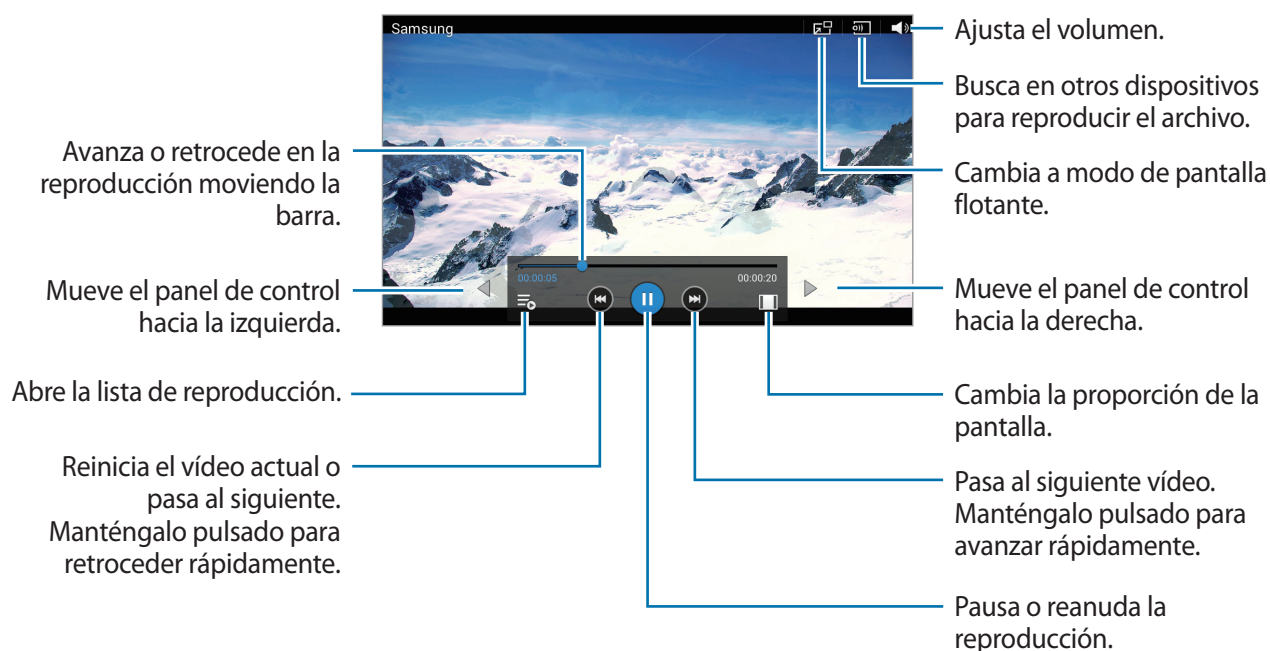 Samsung
Ajusta el volumen.
Busca en otros dispositivos
para reproducir el archivo.
Cambia a modo de pantalla
flotante.
Avanza o retrocede en la
reproducción moviendo la
barra.
00:00:05
00:00:20
Mueve el panel de control
hacia la izquierda.
Mueve el panel de control
hacia la derecha.
Abre la lista de reproducción.
Cambia la proporción de la
pantalla.
Reinicia el vídeo actual o
pasa al siguiente.
Manténgalo pulsado para
retroceder rápidamente.
Pasa al siguiente vídeo.
Manténgalo pulsado para
avanzar rápidamente.
Pausa o reanuda la
reproducción.